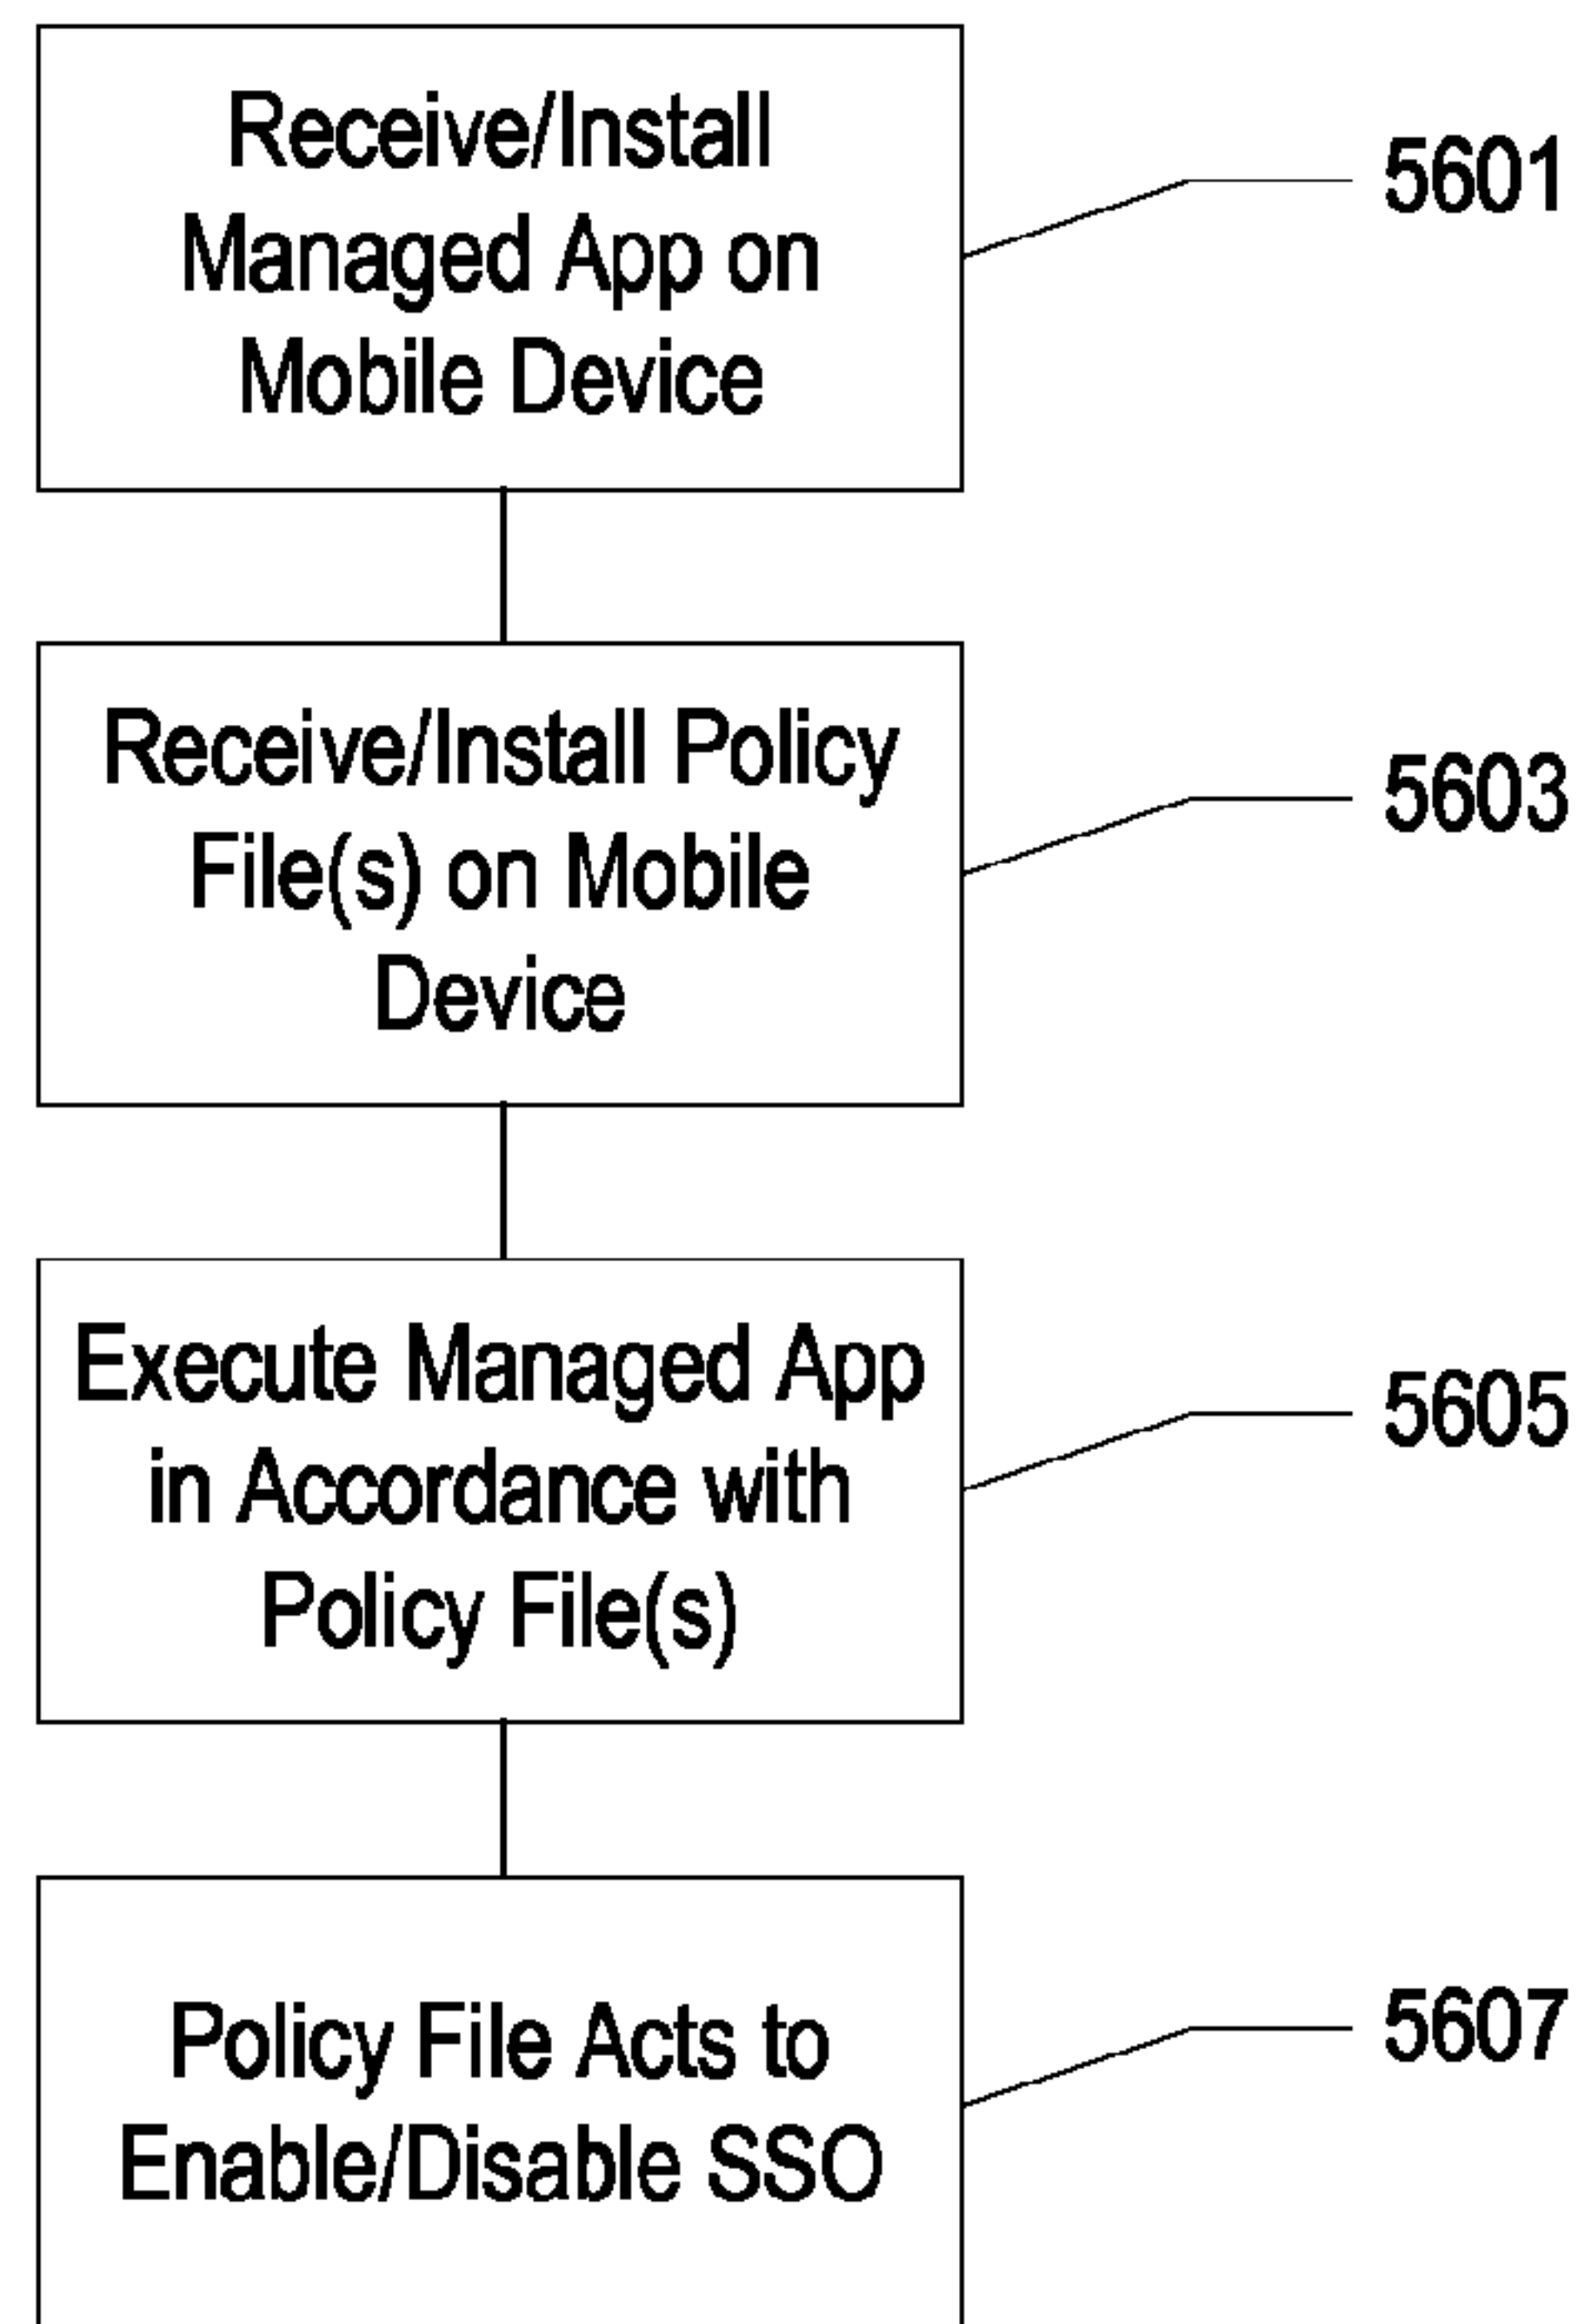 Receive/Install
Managed App on
Mobile Device
5601
Receive/Install Policy
File(s) on Mobile
Device
5603
Execute Managed App
in Accordance with
Policy File(s)
5605
Policy File Acts to
Enable/Disable SSO
5607